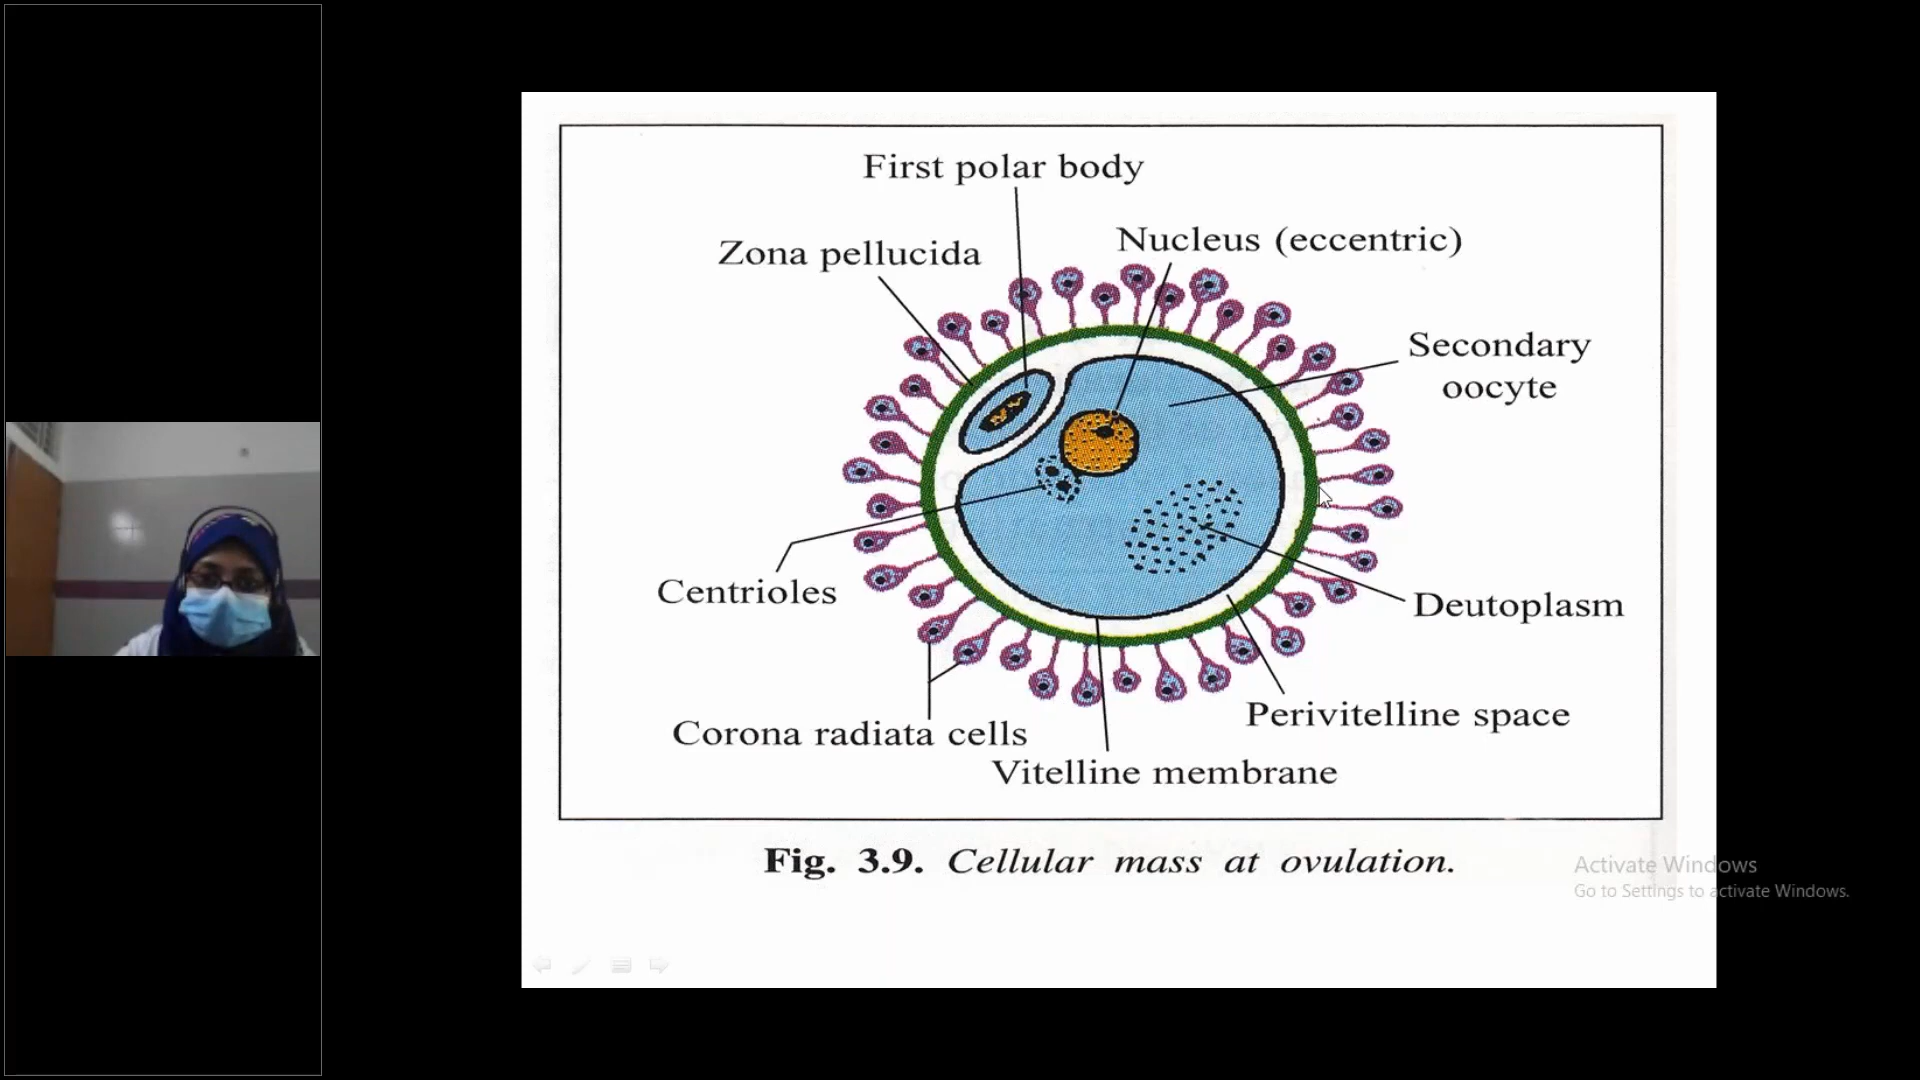 First polar body
Nucleus (eccentric)
Zona pellucida
Secondary
oocyte
Centrioles
Deutoplasm
Perivitelline space
Corona radiata cells
Vitelline membrane
Fig. 3.9. Cellular mass at ovulation.
Activate Windows
Go to Settings to activate Windows.